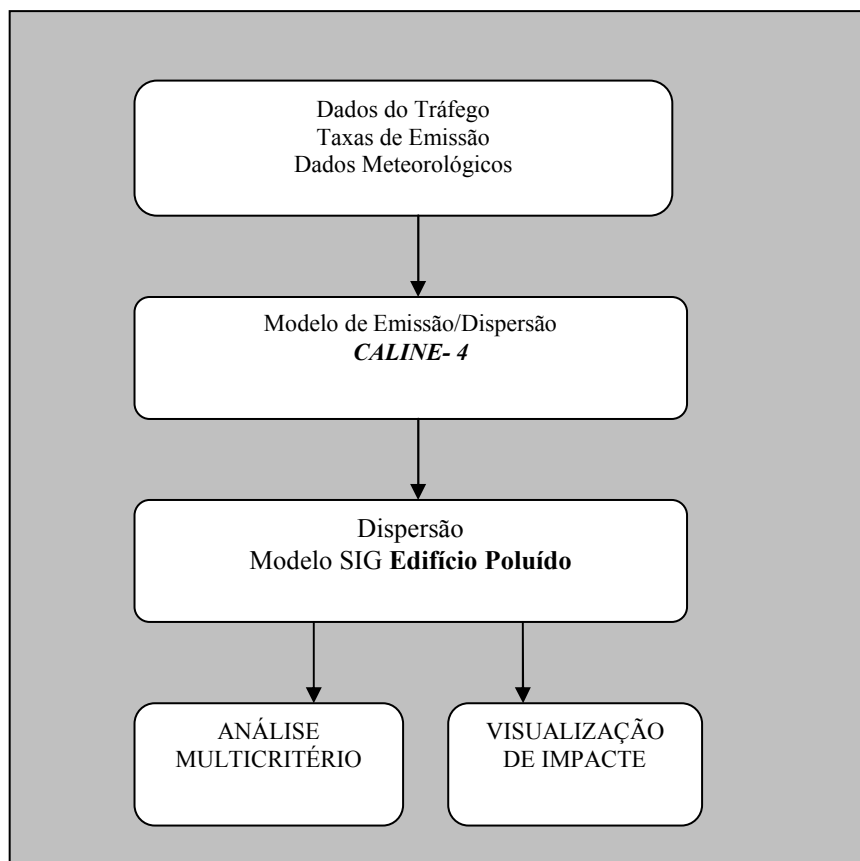 Dados do Tráfego
Taxas de Emissão
Dados Meteorológicos
Modelo de Emissão/Dispersão
CALINE- 4
Dispersão
Modelo SIG Edifício Poluído
ANÁLISE
MULTICRITÉRIO
VISUALIZAÇÃO
DE IMPACTE